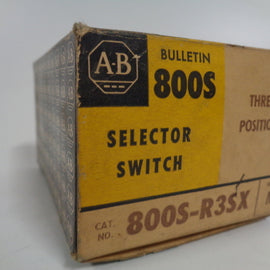 A-B
BULLETIN
800S
SELECTOR
SWITCH
THRE
POSITIO
CAT.
NO.
800S-R3SX